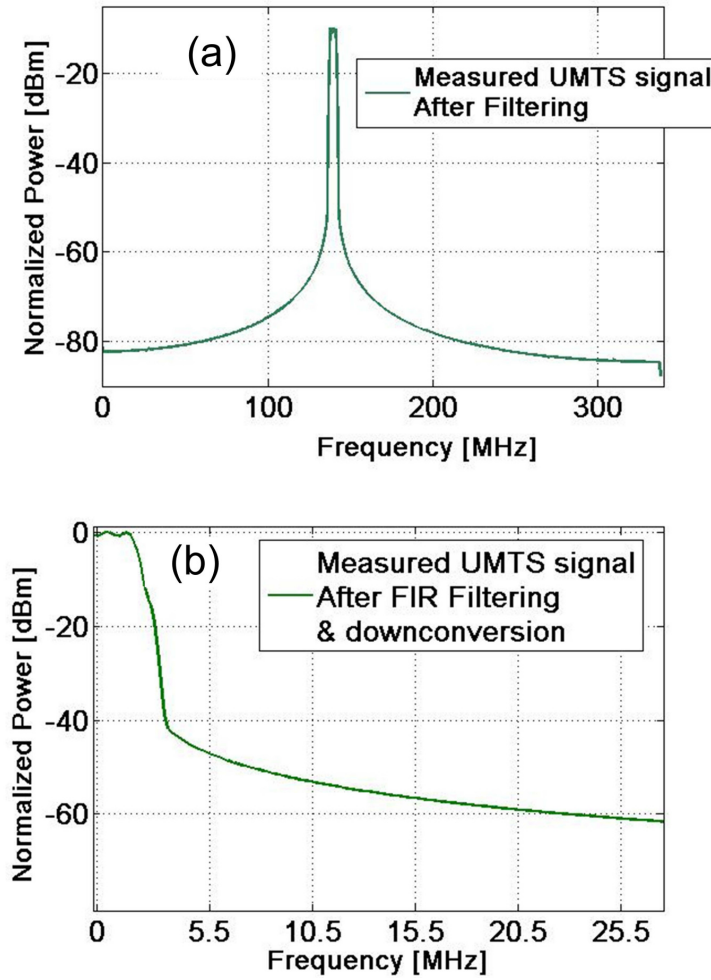 (a)
Measured UMTS signal
After Filtering
Normalized Power [dBm]
-20
-40
-60
-80
0 100 200 300
Frequency [MHz]
(b)
Measured UMTS signal
After FIR Filtering
& downconversion
Normalized Power [dBm]
0
-20
-40
-60
0 5.5 10.5 15.5 20.5 25.5
Frequency [MHz]